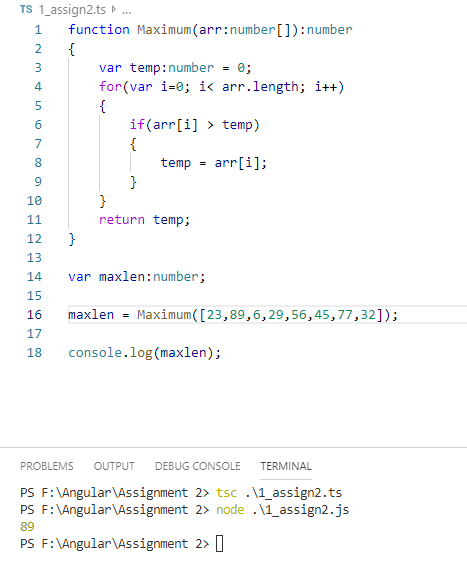 TS 1_assign2.ts > ...
1 function Maximum(arr:number[]):number
2 {
3 var temp:number = 0;
4 for(var i=0; i< arr.length; i++)
5 {
6 if(arr[i] > temp)
7 {
8 temp = arr[i];
9 }
10 }
11 return temp;
12 }
13
14 var maxlen:number;
15
16 maxlen = Maximum([23,89,6,29,56,45,77,32]);
17
18 console.log(maxlen);
PROBLEMS OUTPUT DEBUG CONSOLE TERMINAL
PS F:\Angular\Assignment 2> tsc .\1_assign2.ts
PS F:\Angular\Assignment 2> node .\1_assign2.js
89
PS F:\Angular\Assignment 2>